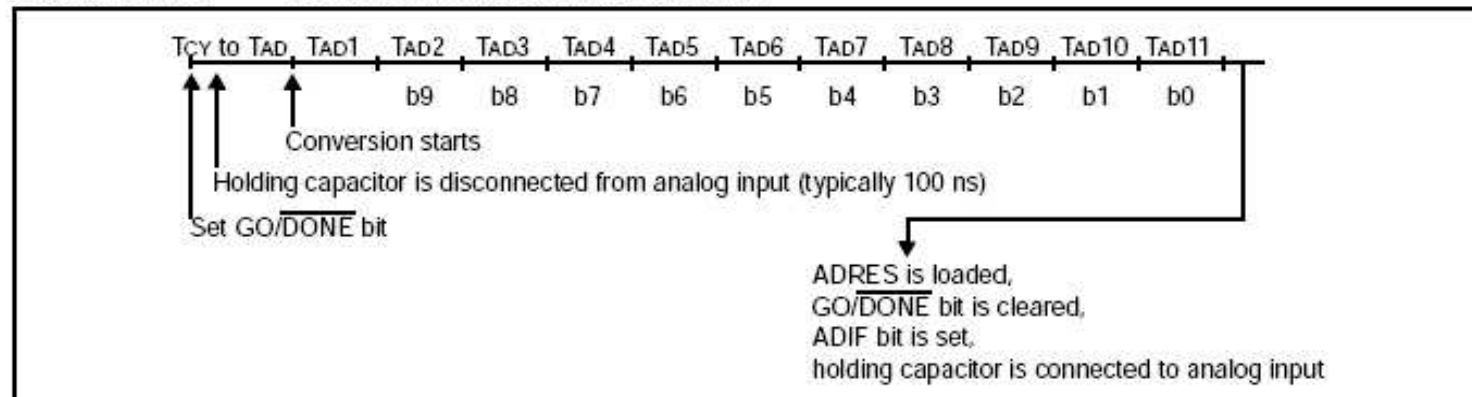 TCY to TAD TAD1 TAD2 TAD3 TAD4 TAD5 TAD6 TAD7 TAD8 TAD9 TAD10 TAD11
b9 b8 b7 b6 b5 b4 b3 b2 b1 b0
Conversion starts
Holding capacitor is disconnected from analog input (typically 100 ns)
Set GO/DONE bit
ADRES is loaded,
GO/DONE bit is cleared,
ADIF bit is set,
holding capacitor is connected to analog input